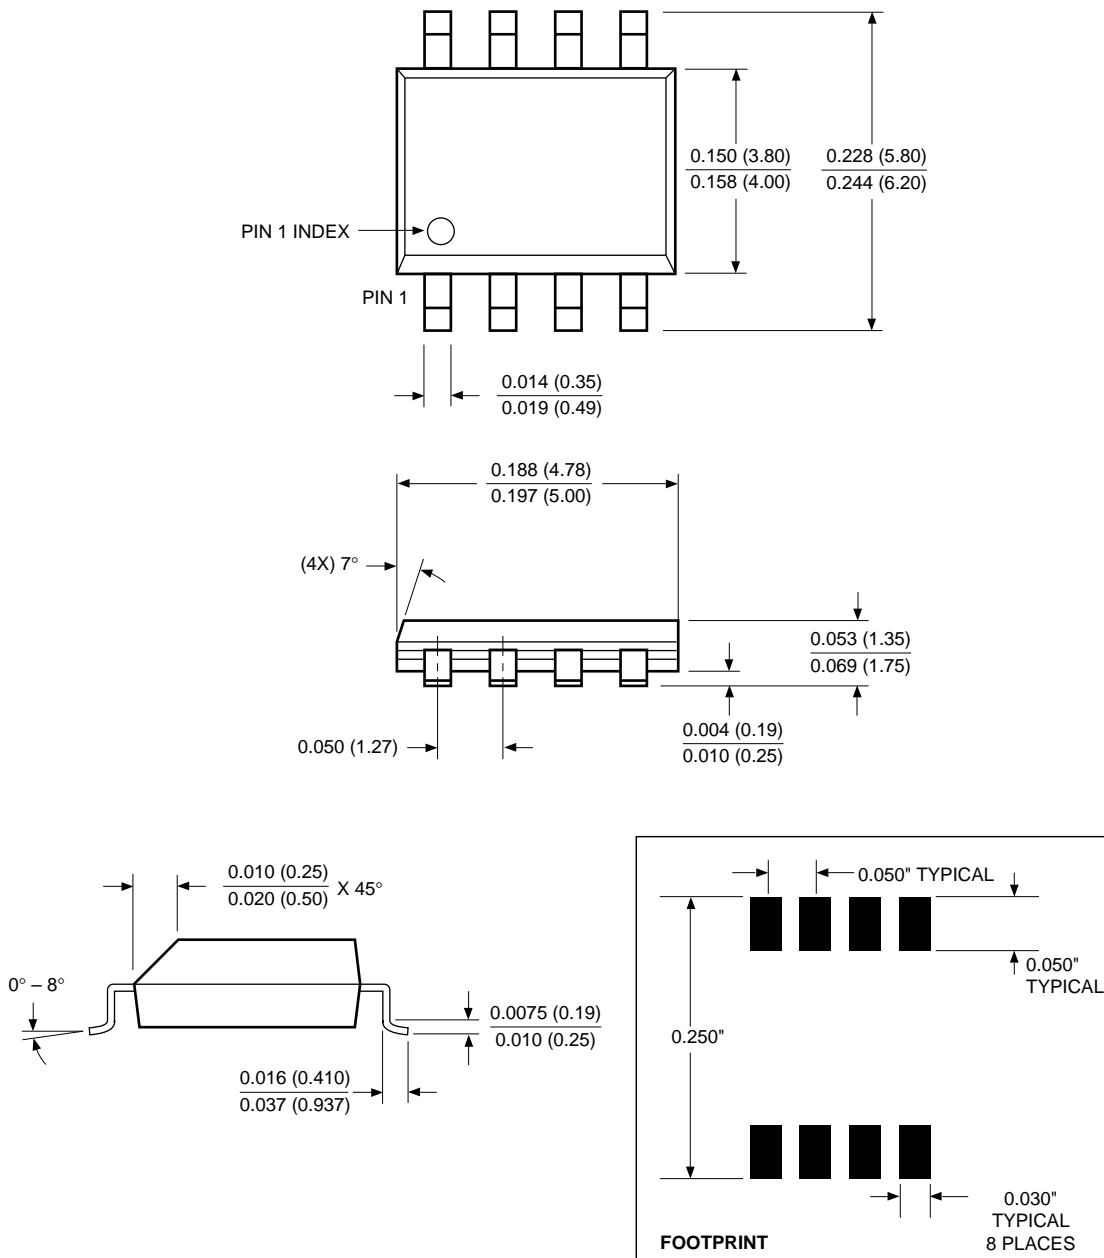 0.150 (3.80)
0.158 (4.00)
0.228 (5.80)
0.244 (6.20)
PIN 1 INDEX
PIN 1
0.014 (0.35)
0.019 (0.49)
0.188 (4.78)
0.197 (5.00)
(4X) 7°
0.053 (1.35)
0.069 (1.75)
0.050 (1.27)
0.004 (0.19)
0.010 (0.25)
0.010 (0.25)
0.020 (0.50)
X 45°
0° – 8°
0.0075 (0.19)
0.010 (0.25)
0.016 (0.410)
0.037 (0.937)
0.050" TYPICAL
0.050"
TYPICAL
0.250"
0.030"
TYPICAL
8 PLACES
FOOTPRINT